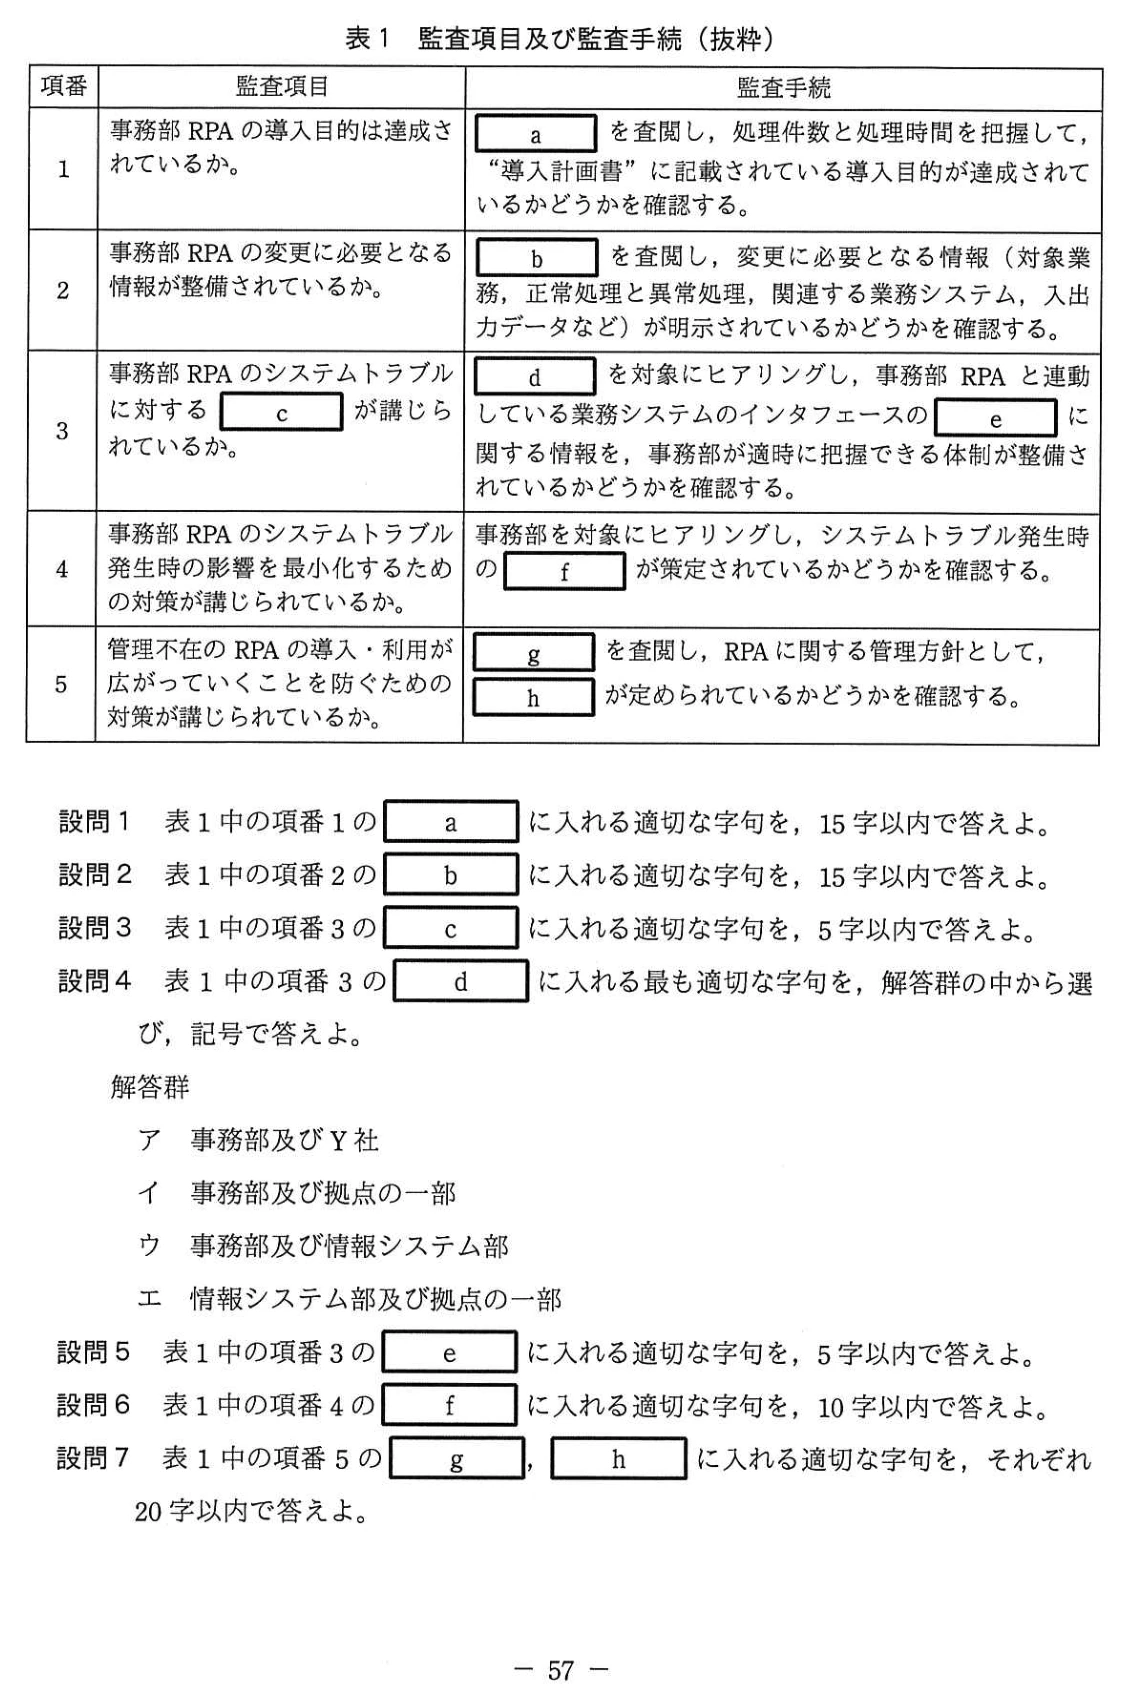 表1 監査項目及び監査手続（抜粋）
項番 監査項目 監査手続
1
事務部 RPA の導入目的は達成さ
れているか。
a を査閲し，処理件数と処理時間を把握して，
“導入計画書”に記載されている導入目的が達成されて
いるかどうかを確認する。
2
事務部 RPA の変更に必要となる
情報が整備されているか。
b を査閲し，変更に必要となる情報（対象業
務，正常処理と異常処理，関連する業務システム，入出
力データなど）が明示されているかどうかを確認する。
3
事務部 RPA のシステムトラブル
に対する c が講じら
れているか。
d を対象にヒアリングし，事務部 RPA と連動
している業務システムのインタフェースの e に
関する情報を，事務部が適時に把握できる体制が整備さ
れているかどうかを確認する。
4
事務部 RPA のシステムトラブル
発生時の影響を最小化するため
の対策が講じられているか。
事務部を対象にヒアリングし，システムトラブル発生時
の f が策定されているかどうかを確認する。
5
管理不在の RPA の導入・利用が
広がっていくことを防ぐための
対策が講じられているか。
g を査閲し，RPA に関する管理方針として，
h が定められているかどうかを確認する。
設問1 表1中の項番1の a に入れる適切な字句を，15字以内で答えよ。
設問2 表1中の項番2の b に入れる適切な字句を，15字以内で答えよ。
設問3 表1中の項番3の c に入れる適切な字句を，5字以内で答えよ。
設問4 表1中の項番3の d に入れる最も適切な字句を，解答群の中から選
び，記号で答えよ。
解答群
ア 事務部及びY社
イ 事務部及び拠点の一部
ウ 事務部及び情報システム部
エ 情報システム部及び拠点の一部
設問5 表1中の項番3の e に入れる適切な字句を，5字以内で答えよ。
設問6 表1中の項番4の f に入れる適切な字句を，10字以内で答えよ。
設問7 表1中の項番5の g ， h に入れる適切な字句を，それぞれ
20字以内で答えよ。
－ 57 －